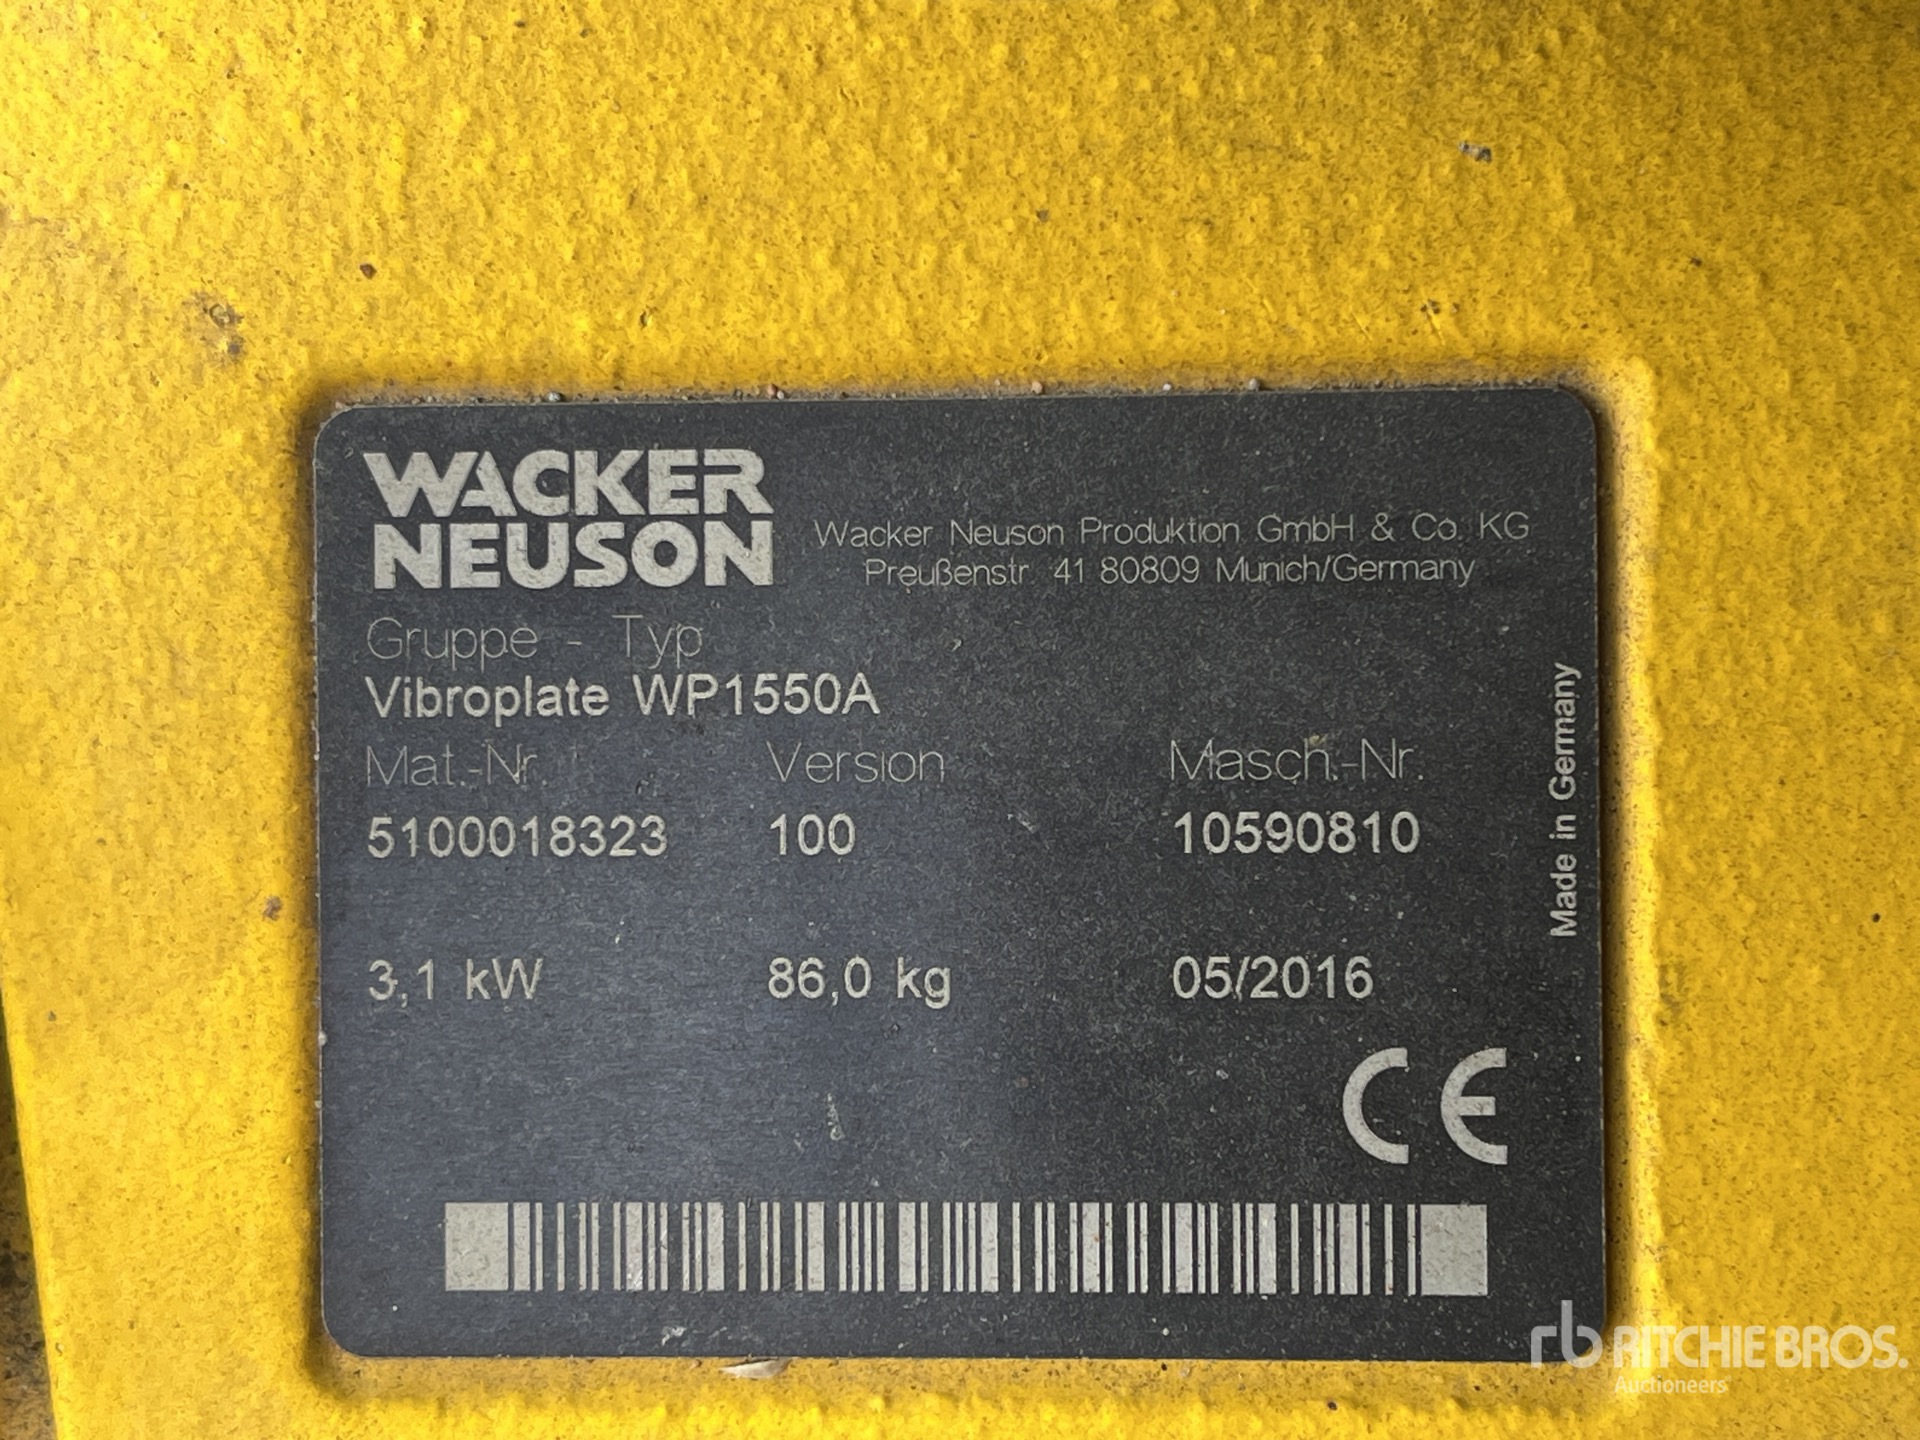 WACKER
NEUSON
Wacker Neuson Produktion GmbH & Co. KG
Preußenstr. 41 80809 Munich/Germany
Gruppe - Typ
Vibroplate WP1550A
Mat.-Nr. Version Masch.-Nr.
5100018323 100 10590810
3,1 kW 86,0 kg 05/2016
Made in Germany
CE
rb RITCHIE BROS.
Auctioneers